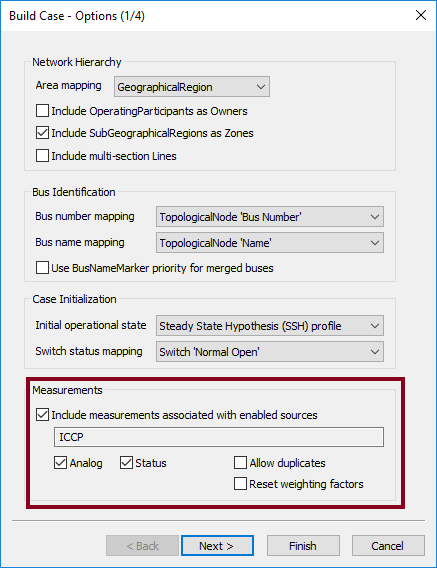 Build Case - Options (1/4)
Network Hierarchy
Area mapping GeographicalRegion
Include OperatingParticipants as Owners
Include SubGeographicalRegions as Zones
Include multi-section Lines
Bus Identification
Bus number mapping TopologicalNode 'Bus Number'
Bus name mapping TopologicalNode 'Name'
Use BusNameMarker priority for merged buses
Case Initialization
Initial operational state Steady State Hypothesis (SSH) profile
Switch status mapping Switch 'Normal Open'
Measurements
Include measurements associated with enabled sources
ICCP
Analog Status Allow duplicates
Reset weighting factors
< Back Next > Finish Cancel